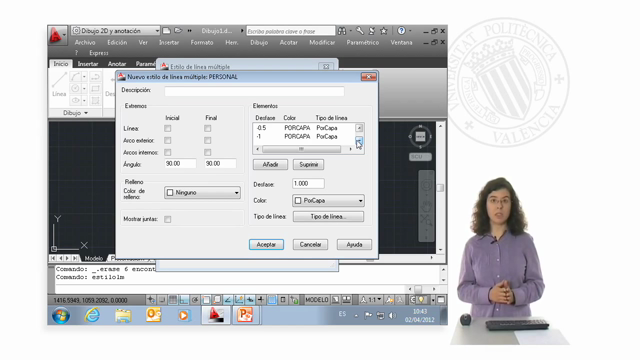 Dibujo 2D y anotación
Dibujo1.d...
Escriba palabra clave o frase
Archivo Edición Ver Insertar Formato Herram. Dibujo Acotar Modificar Paramétrico Ventana ?
Express
Inicio Insertar Anotar
Estilo de línea múltiple
Nuevo estilo de línea múltiple: PERSONAL
Descripción:
Extremos
Inicial Final
Línea:
Arco exterior:
Arcos internos:
Ángulo: 90.00 90.00
Relleno:
Color de relleno: Ninguno
Mostrar juntas:
Elementos
Desfase Color Tipo de línea
-0.5 PORCAPA PorCapa
-1 PORCAPA PorCapa
Añadir Suprimir
Desfase: 1.000
Color: PorCapa
Tipo de línea: Tipo de línea...
Aceptar Cancelar Ayuda
Línea
Dibujo
Y
X
Modelo
Comando: _.erase 6 encont
Comando: estilolm
1416.5949, 1059.2092, 0.0000
MODELO
1:1
ES
10:43
02/04/2012
UNIVERSITAT POLITÈCNICA
VALÈNCIA